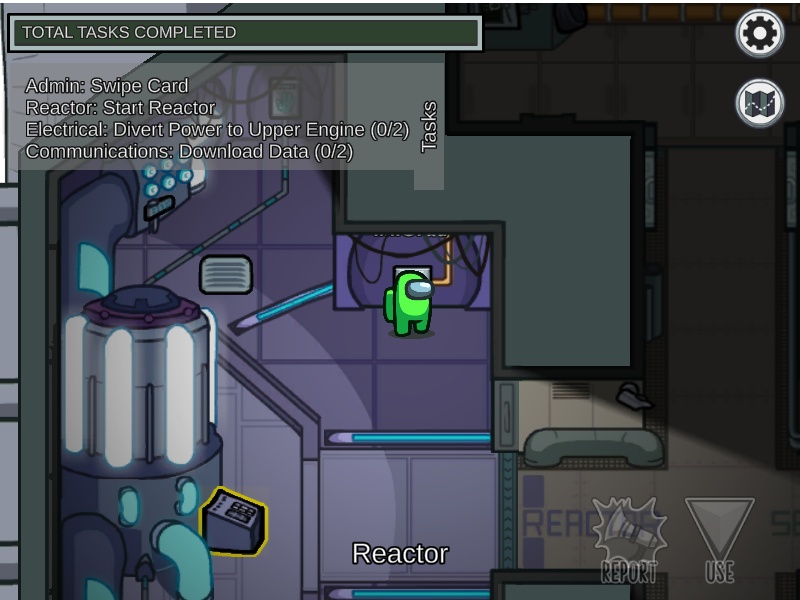 TOTAL TASKS COMPLETED
Admin: Swipe Card
Reactor: Start Reactor
Electrical: Divert Power to Upper Engine (0/2)
Communications: Download Data (0/2)
Tasks
REACTOR
Reactor
REPORT
USE